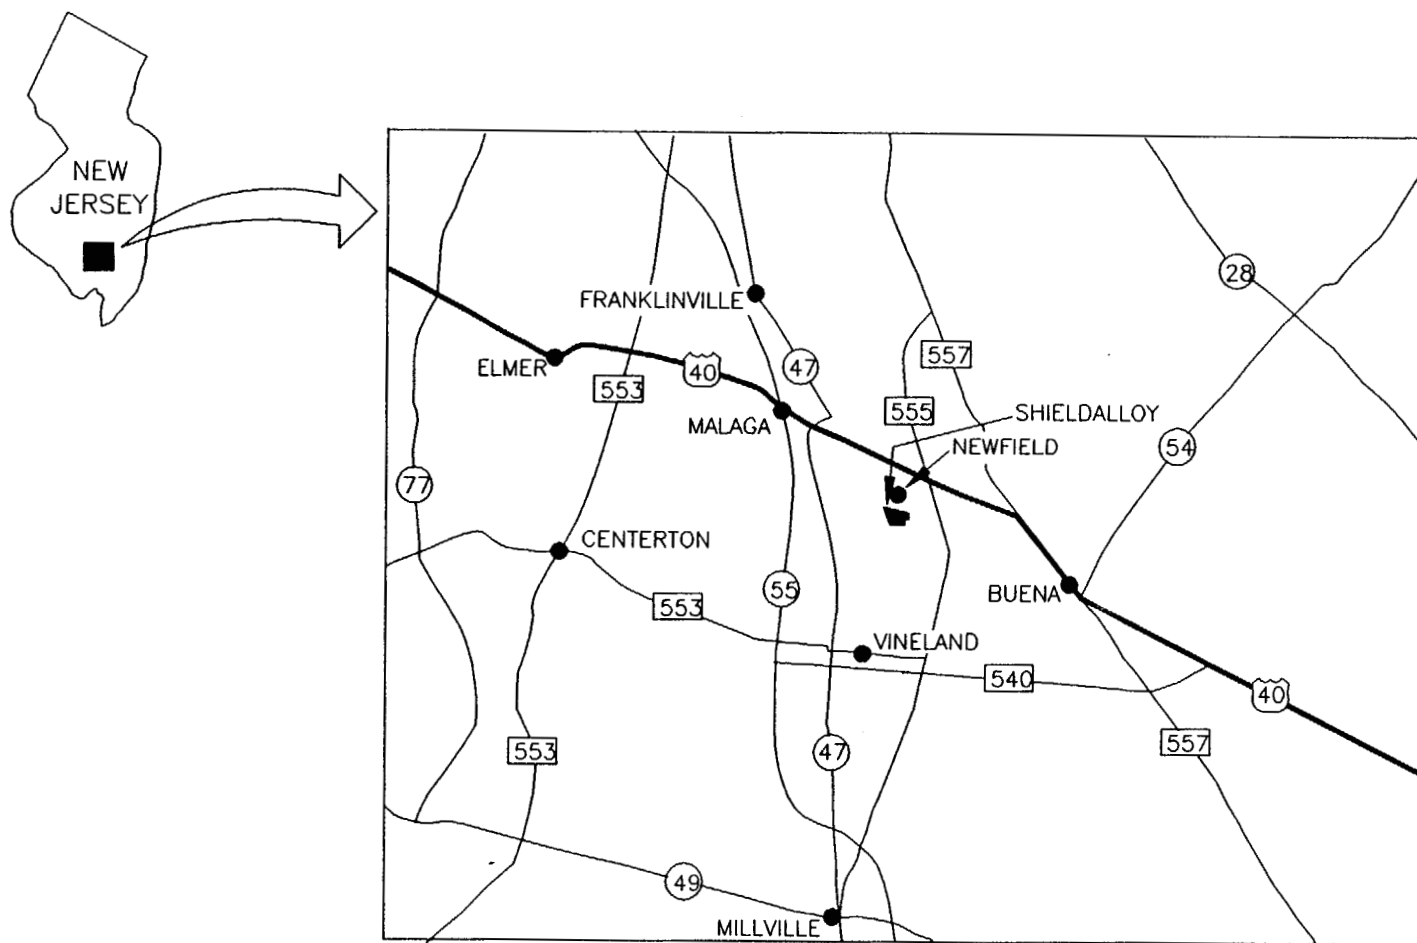 NEW
JERSEY
28
FRANKLINVILLE
557
47
ELMER
40
553
555
SHIELDALLOY
MALAGA
54
NEWFIELD
77
CENTERTON
55
BUENA
553
VINELAND
540
40
557
553
47
49
MILLVILLE